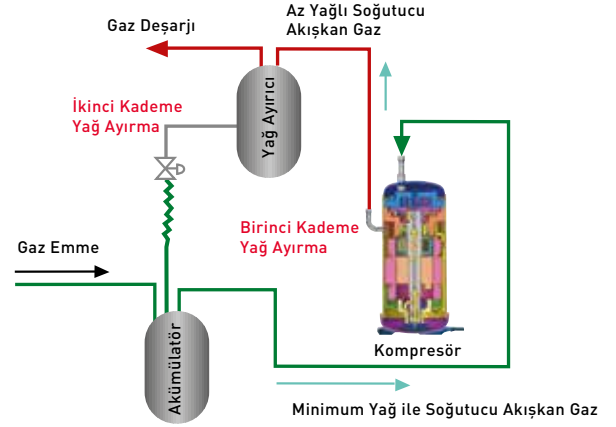 Gaz Deşarjı
Az Yağlı Soğutucu
Akışkan Gaz
İkinci Kademe
Yağ Ayırma
Yağ Ayırıcı
Birinci Kademe
Yağ Ayırma
Gaz Emme
Akümülatör
Kompresör
Minimum Yağ ile Soğutucu Akışkan Gaz